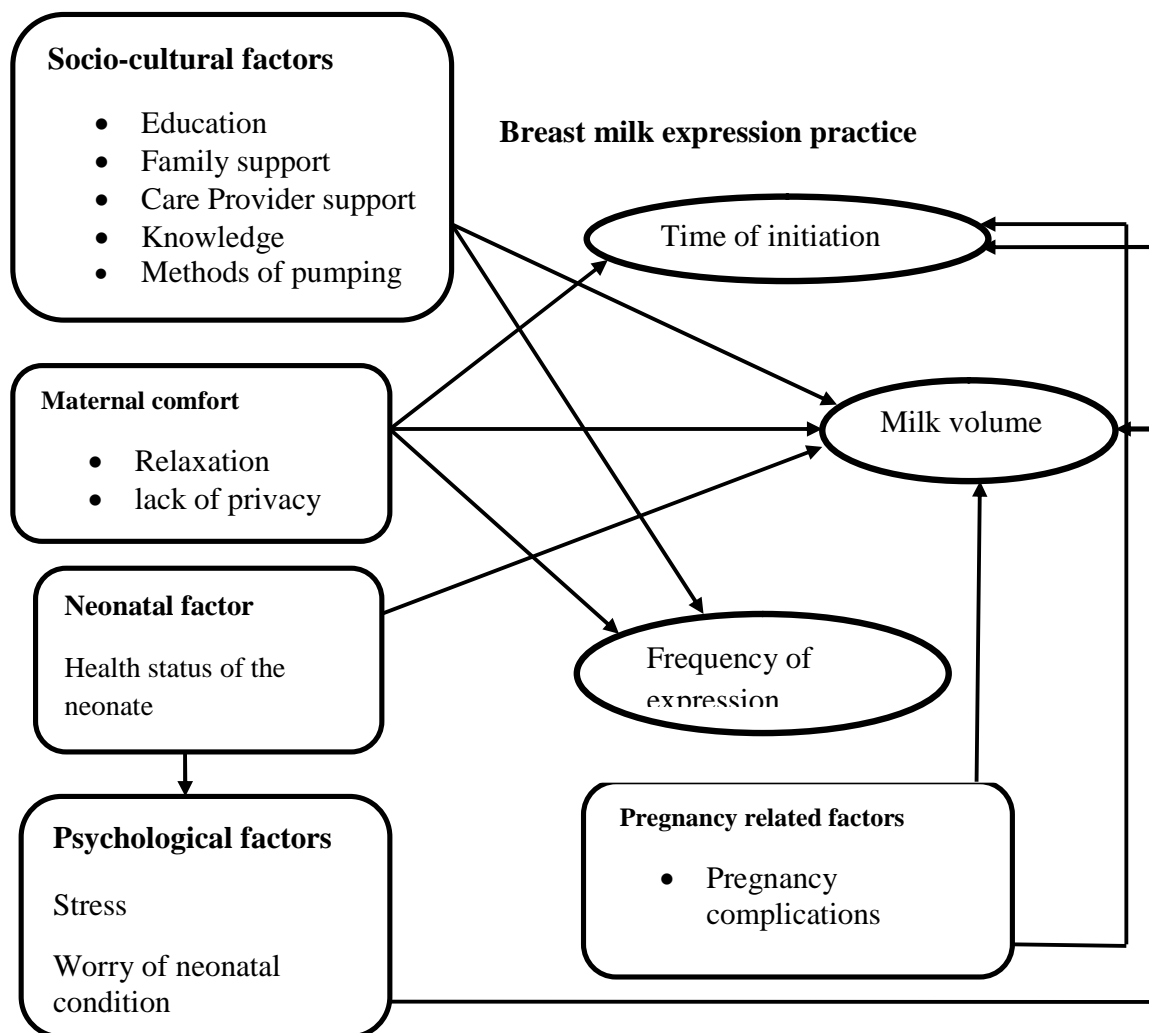 Socio-cultural factors
• Education
• Family support
• Care Provider support
• Knowledge
• Methods of pumping
Breast milk expression practice
Time of initiation
Maternal comfort
• Relaxation
• lack of privacy
Milk volume
Neonatal factor
Health status of the
neonate
Frequency of
expression
Psychological factors
Stress
Worry of neonatal
condition
Pregnancy related factors
• Pregnancy
complications